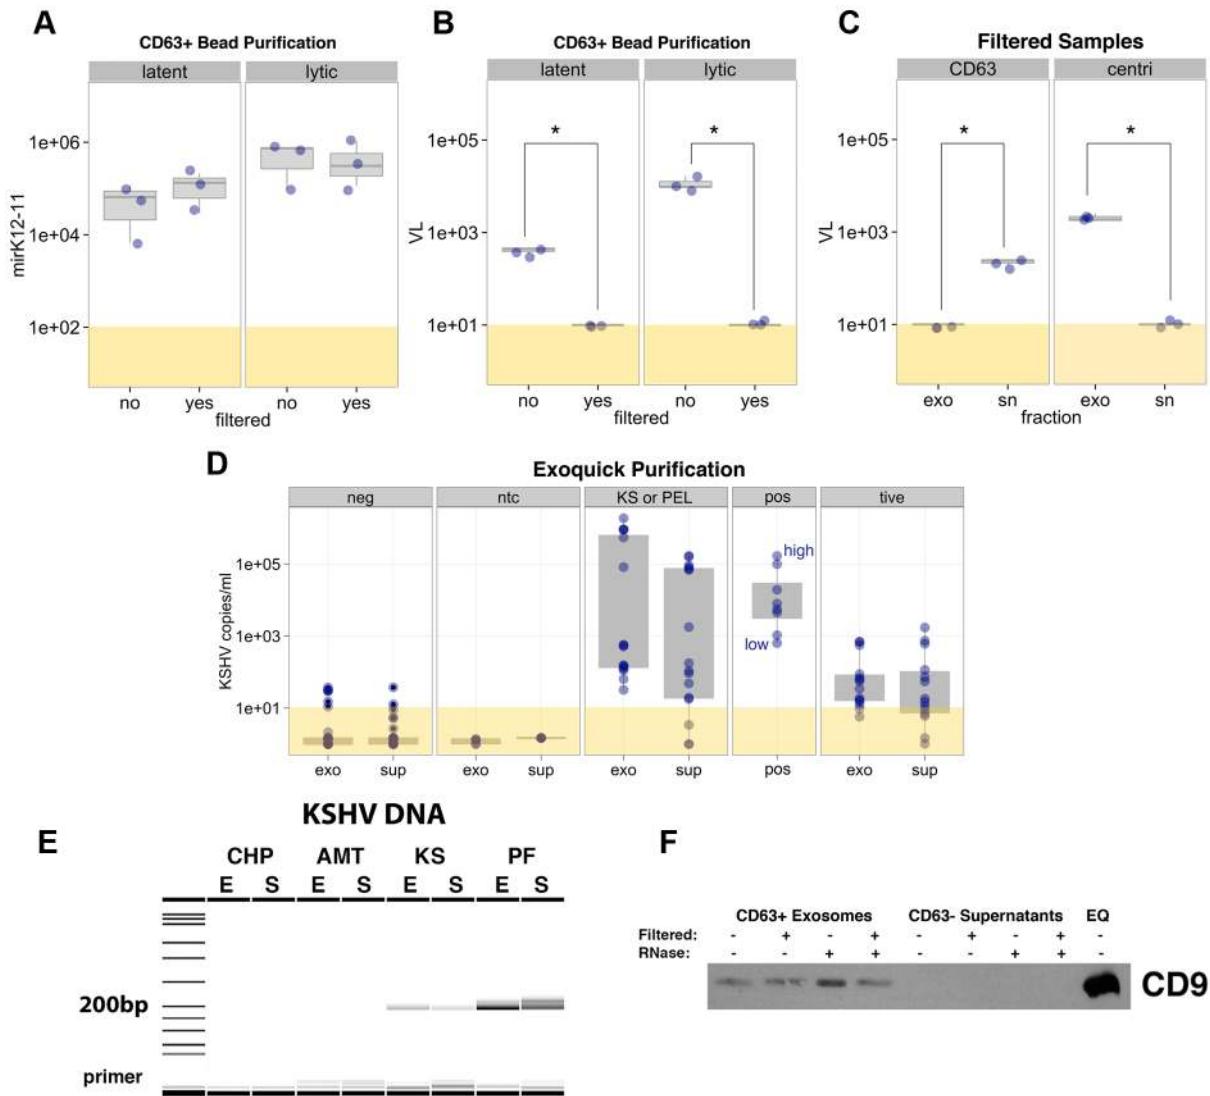 A
CD63+ Bead Purification
latent
lytic
mirK12-11
1e+06
1e+04
1e+02
no
yes
no
yes
filtered
B
CD63+ Bead Purification
latent
lytic
VL
1e+05
1e+03
1e+01
*
*
no
yes
no
yes
filtered
C
Filtered Samples
CD63
centri
VL
1e+05
1e+03
1e+01
*
*
exo
sn
exo
sn
fraction
D
Exoquick Purification
neg
ntc
KS or PEL
pos
tive
KSHV copies/ml
1e+05
1e+03
1e+01
high
low
exo
sup
exo
sup
exo
sup
pos
exo
sup
E
KSHV DNA
CHP AMT KS PF
E S E S E S E S
200bp
primer
F
CD63+ Exosomes CD63- Supernatants EQ
Filtered: - + - + - + - + -
RNase: - - + + - - + + -
CD9